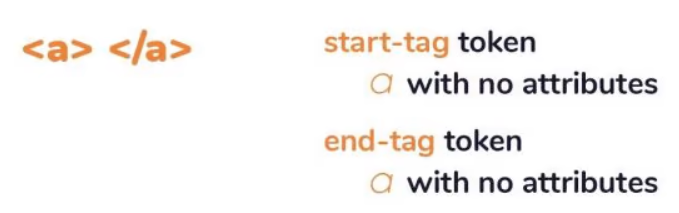 <a> </a>
start-tag token
a with no attributes
end-tag token
a with no attributes